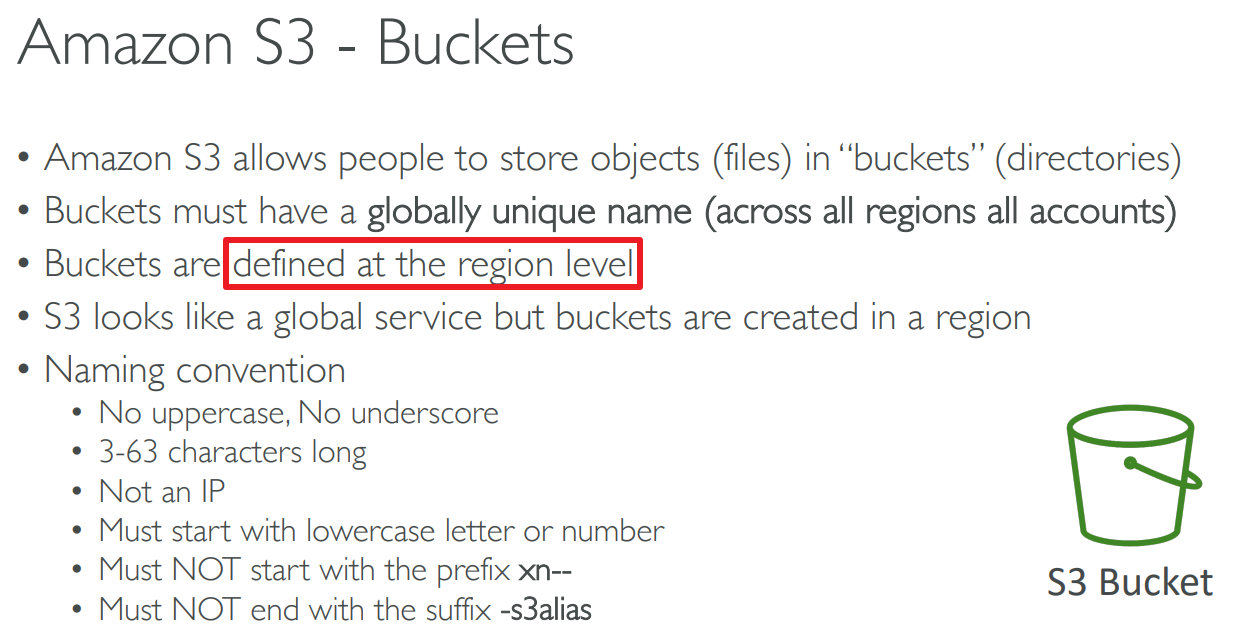 Amazon S3 - Buckets
• Amazon S3 allows people to store objects (files) in “buckets” (directories)
• Buckets must have a globally unique name (across all regions all accounts)
• Buckets are defined at the region level
• S3 looks like a global service but buckets are created in a region
• Naming convention
• No uppercase, No underscore
• 3-63 characters long
• Not an IP
• Must start with lowercase letter or number
• Must NOT start with the prefix xn--
• Must NOT end with the suffix -s3alias
S3 Bucket